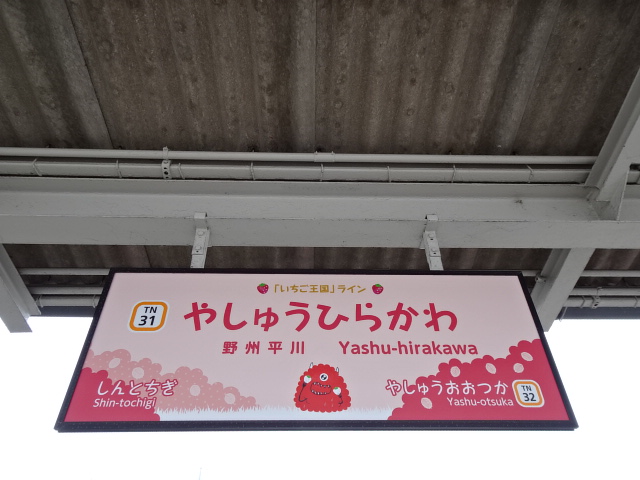 「いちご王国」ライン
TN
31
やしゅうひらかわ
野州平川 Yashu-hirakawa
しんとちぎ
Shin-tochigi
やしゅうおおつか
Yashu-otsuka
TN
32